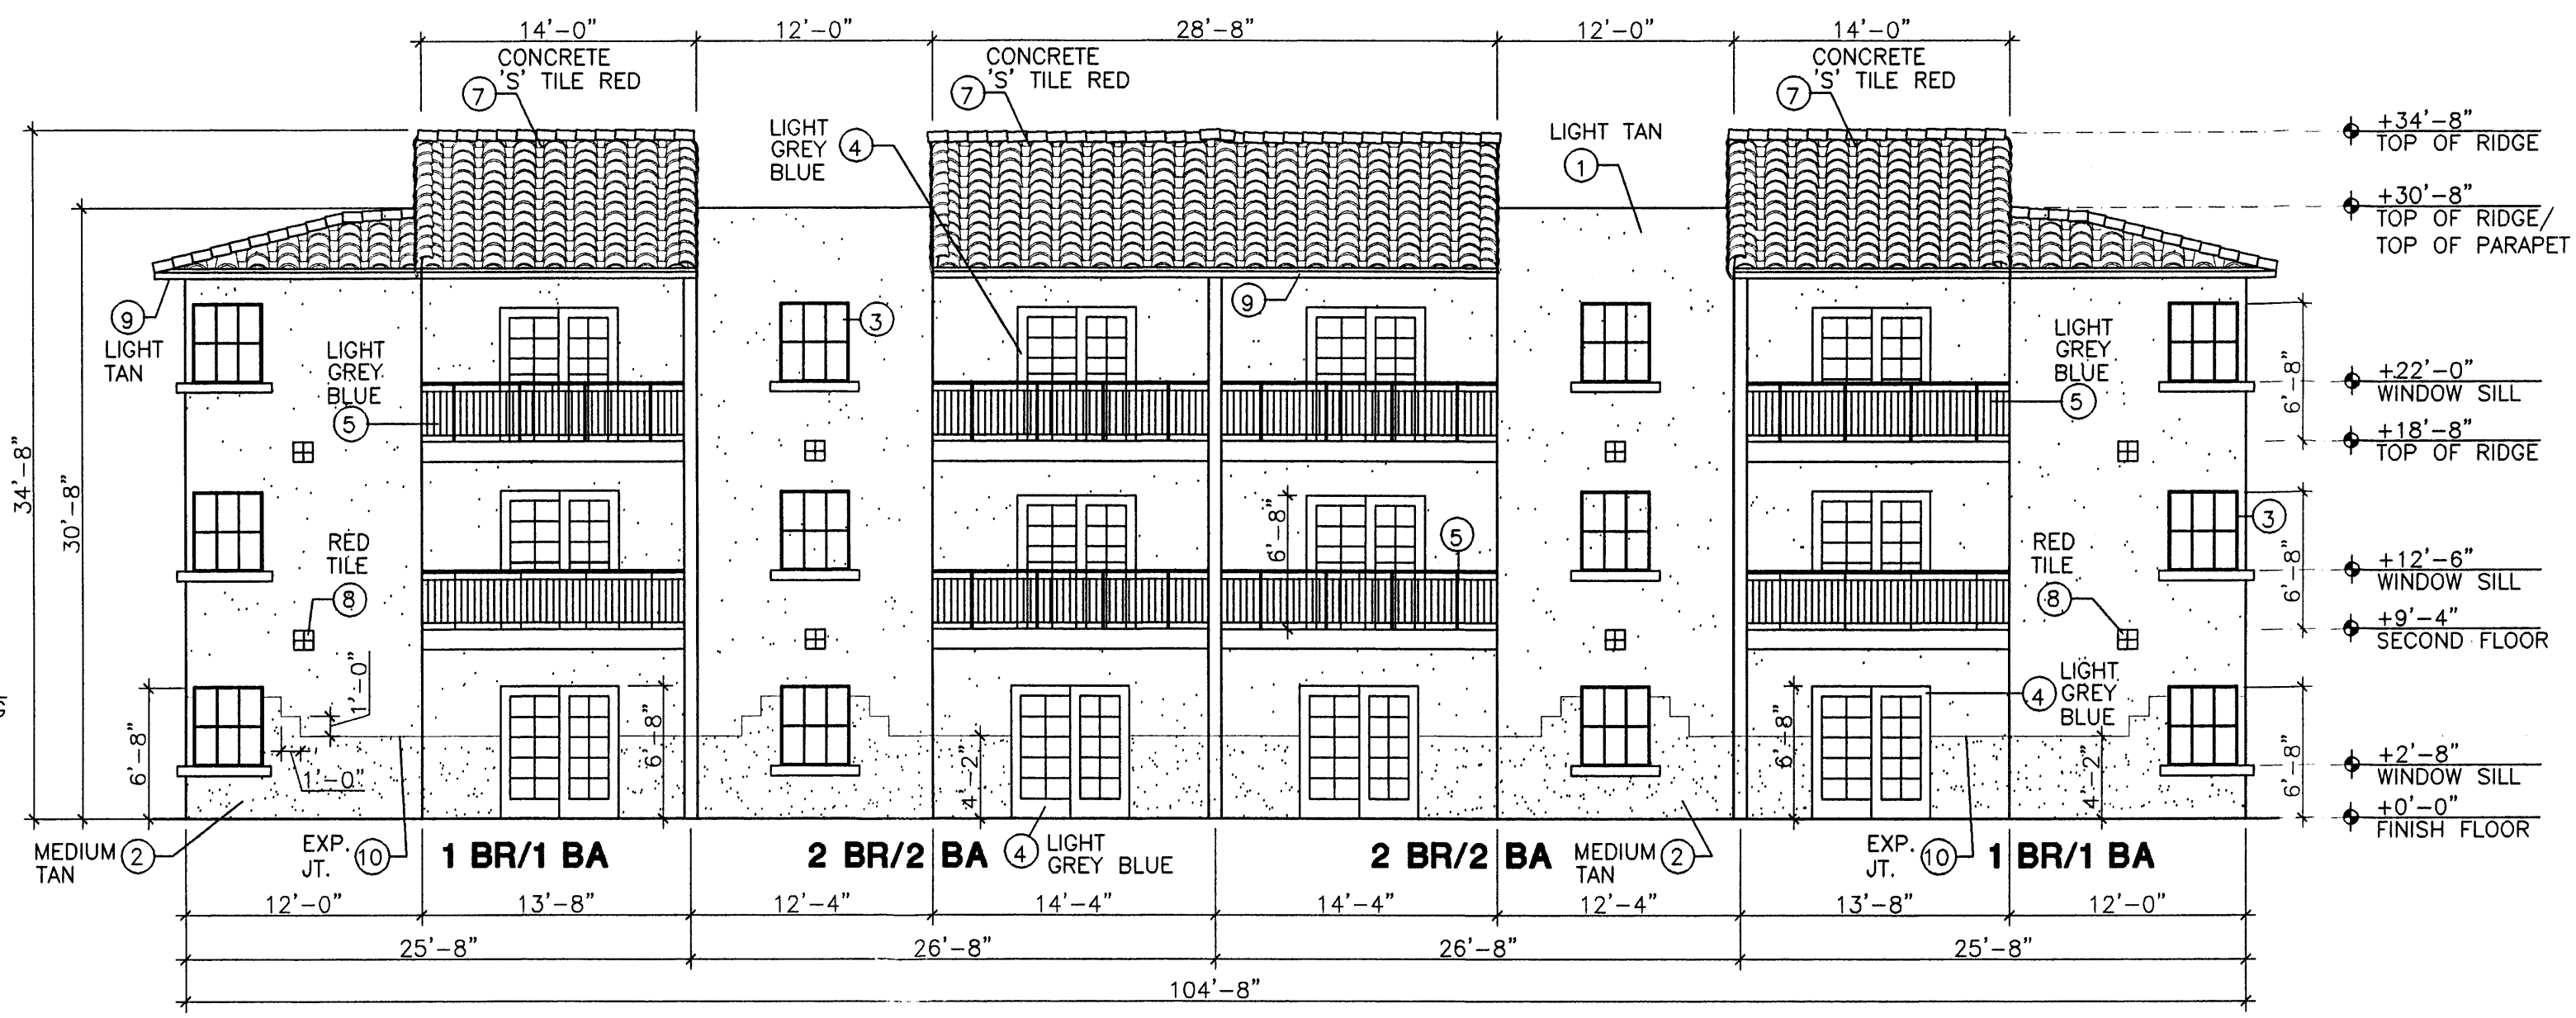 14'-0"
12'-0"
28'-8"
12'-0"
14'-0"
CONCRETE
'S' TILE RED
7
CONCRETE
'S' TILE RED
7
CONCRETE
'S' TILE RED
7
LIGHT
GREY
BLUE
4
LIGHT TAN
1
+34'-8"
TOP OF RIDGE
+30'-8"
TOP OF RIDGE/
TOP OF PARAPET
9
LIGHT
TAN
LIGHT
GREY
BLUE
5
3
9
LIGHT
GREY
BLUE
5
6'-8"
+22'-0"
WINDOW SILL
+18'-8"
TOP OF RIDGE
34'-8"
30'-8"
RED
TILE
8
6'-8"
5
RED
TILE
8
3
6'-8"
+12'-6"
WINDOW SILL
+9'-4"
SECOND FLOOR
6'-8"
1'-0"
1'-0"
6'-8"
4'-2"
6'-8"
4
LIGHT
GREY
BLUE
4'-2"
6'-8"
+2'-8"
WINDOW SILL
+0'-0"
FINISH FLOOR
MEDIUM
TAN
2
EXP.
JT.
10
1 BR/1 BA
2 BR/2 BA
4
LIGHT
GREY BLUE
2 BR/2 BA
MEDIUM
TAN
2
EXP.
JT.
10
1 BR/1 BA
12'-0"
13'-8"
12'-4"
14'-4"
14'-4"
12'-4"
13'-8"
12'-0"
25'-8"
26'-8"
26'-8"
25'-8"
104'-8"